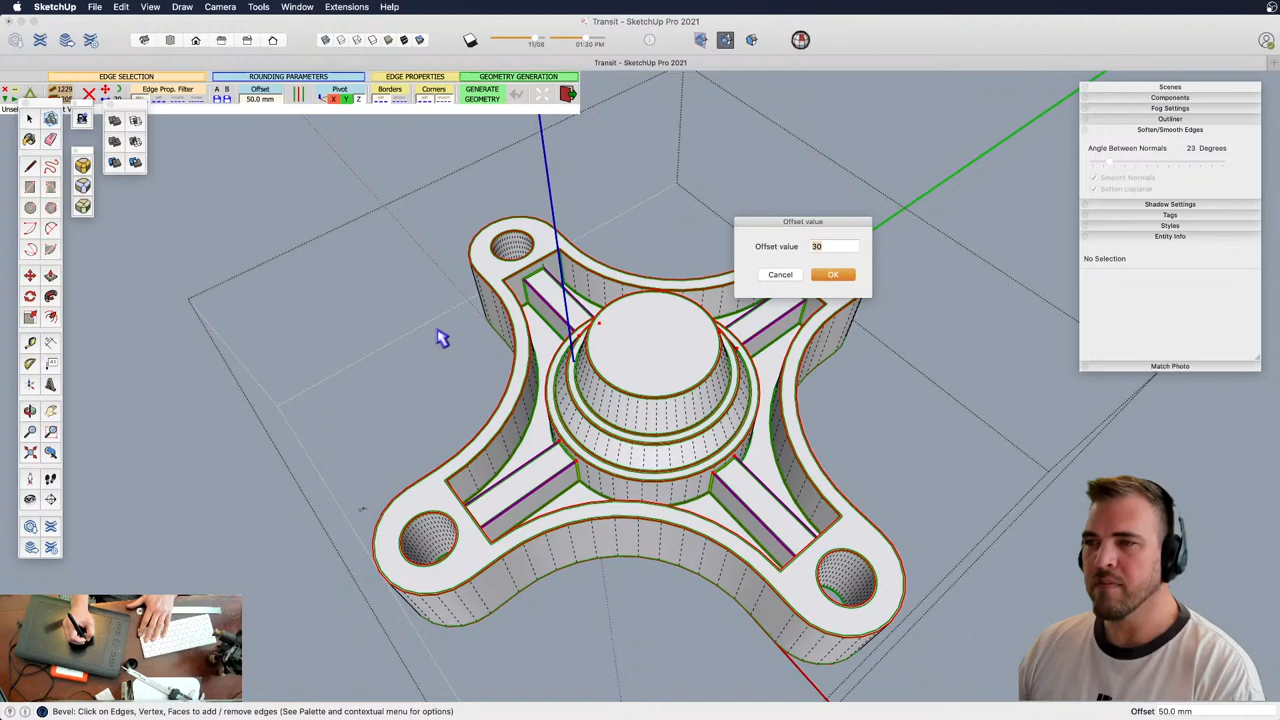 SketchUp File Edit View Draw Camera Tools Window Extensions Help
Transit - SketchUp Pro 2021
11/08 01:30 PM
Transit - SketchUp Pro 2021
EDGE SELECTION ROUNDING PARAMETERS EDGE PROPERTIES GEOMETRY GENERATION
1229 Edge Prop. Filter Offset A B Pivot Borders Corners GENERATE
50.0 mm X Y Z GEOMETRY
Scenes
Components
Fog Settings
Outliner
Soften/Smooth Edges
Angle Between Normals 23 Degrees
Smooth Normals
Soften coplanar
Shadow Settings
Tags
Styles
Entity Info
No Selection
Match Photo
Offset value
Offset value 30
Cancel OK
Bevel: Click on Edges, Vertex, Faces to add / remove edges (See Palette and contextual menu for options) Offset 50.0 mm